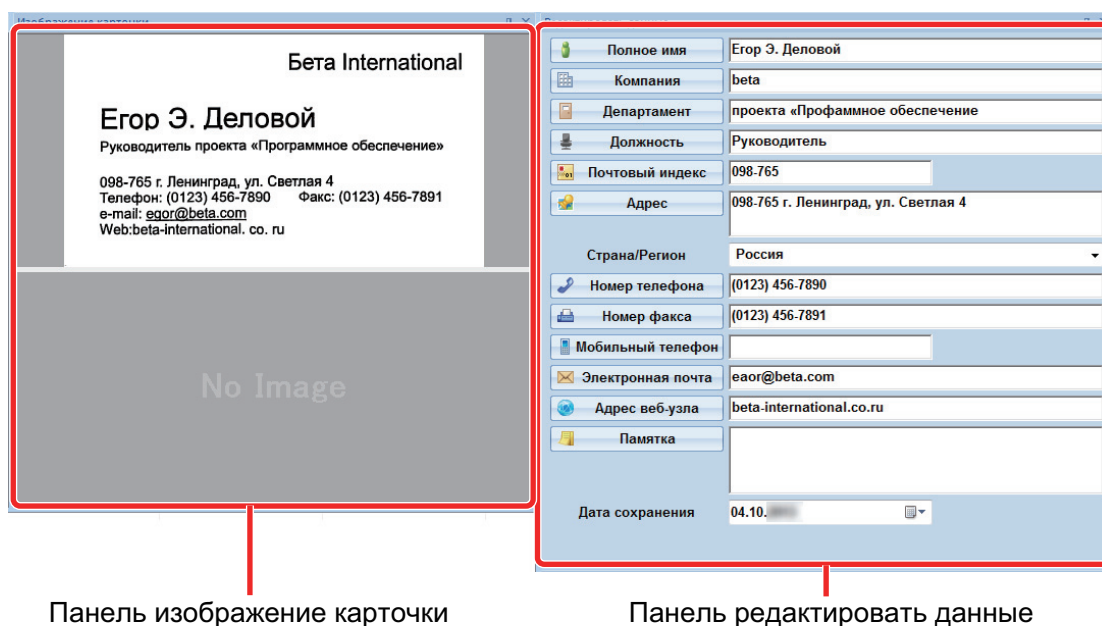 Изображение карточки
Бета International
Егор Э. Деловой
Руководитель проекта «Программное обеспечение»
098-765 г. Ленинград, ул. Светлая 4
Телефон: (0123) 456-7890 Факс: (0123) 456-7891
e-mail: egor@beta.com
Web:beta-international. co. ru
No Image
Полное имя Егор Э. Деловой
Компания beta
Департамент проекта «Профаммное обеспечение
Должность Руководитель
Почтовый индекс 098-765
Адрес 098-765 г. Ленинград, ул. Светлая 4
Страна/Регион Россия
Номер телефона (0123) 456-7890
Номер факса (0123) 456-7891
Мобильный телефон
Электронная почта eaor@beta.com
Адрес веб-узла beta-international.co.ru
Памятка
Дата сохранения 04.10.
Панель изображение карточки
Панель редактировать данные